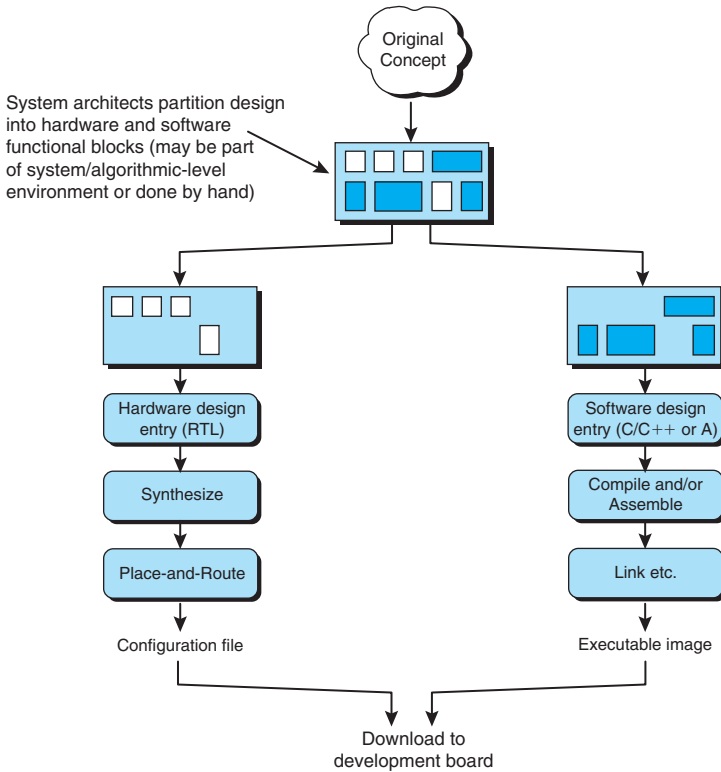 Original
Concept
System architects partition design
into hardware and software
functional blocks (may be part
of system/algorithmic-level
environment or done by hand)
Hardware design
entry (RTL)
Synthesize
Place-and-Route
Configuration file
Software design
entry (C/C++ or A)
Compile and/or
Assemble
Link etc.
Executable image
Download to
development board